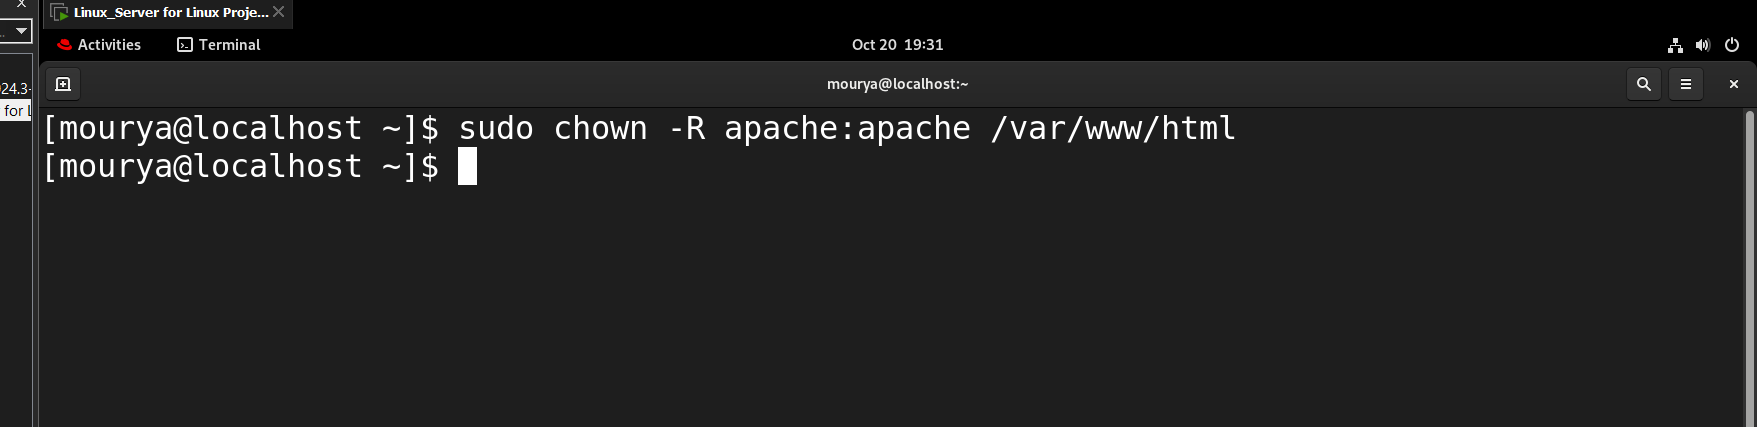 x
Linux_Server for Linux Proje...
Activities
Terminal
Oct 20 19:31
mourya@localhost:~
024.3-
for L
[mourya@localhost ~]$ sudo chown -R apache:apache /var/www/html
[mourya@localhost ~]$